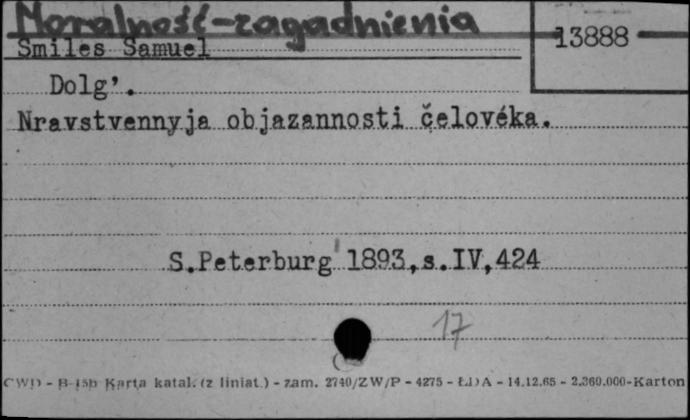 Moralność-zagadnienia
13888
Smiles Samuel
Dolg’.
Nravstvennyja objazannosti čelovéka.
S.Peterburg' 1893,s.IV,424
17
CWD - B-15b Karta katal. (z liniat.) - zam. 2740/ZW/P - 4275 - ŁDA - 14.12.65 - 2.360.000-Karton